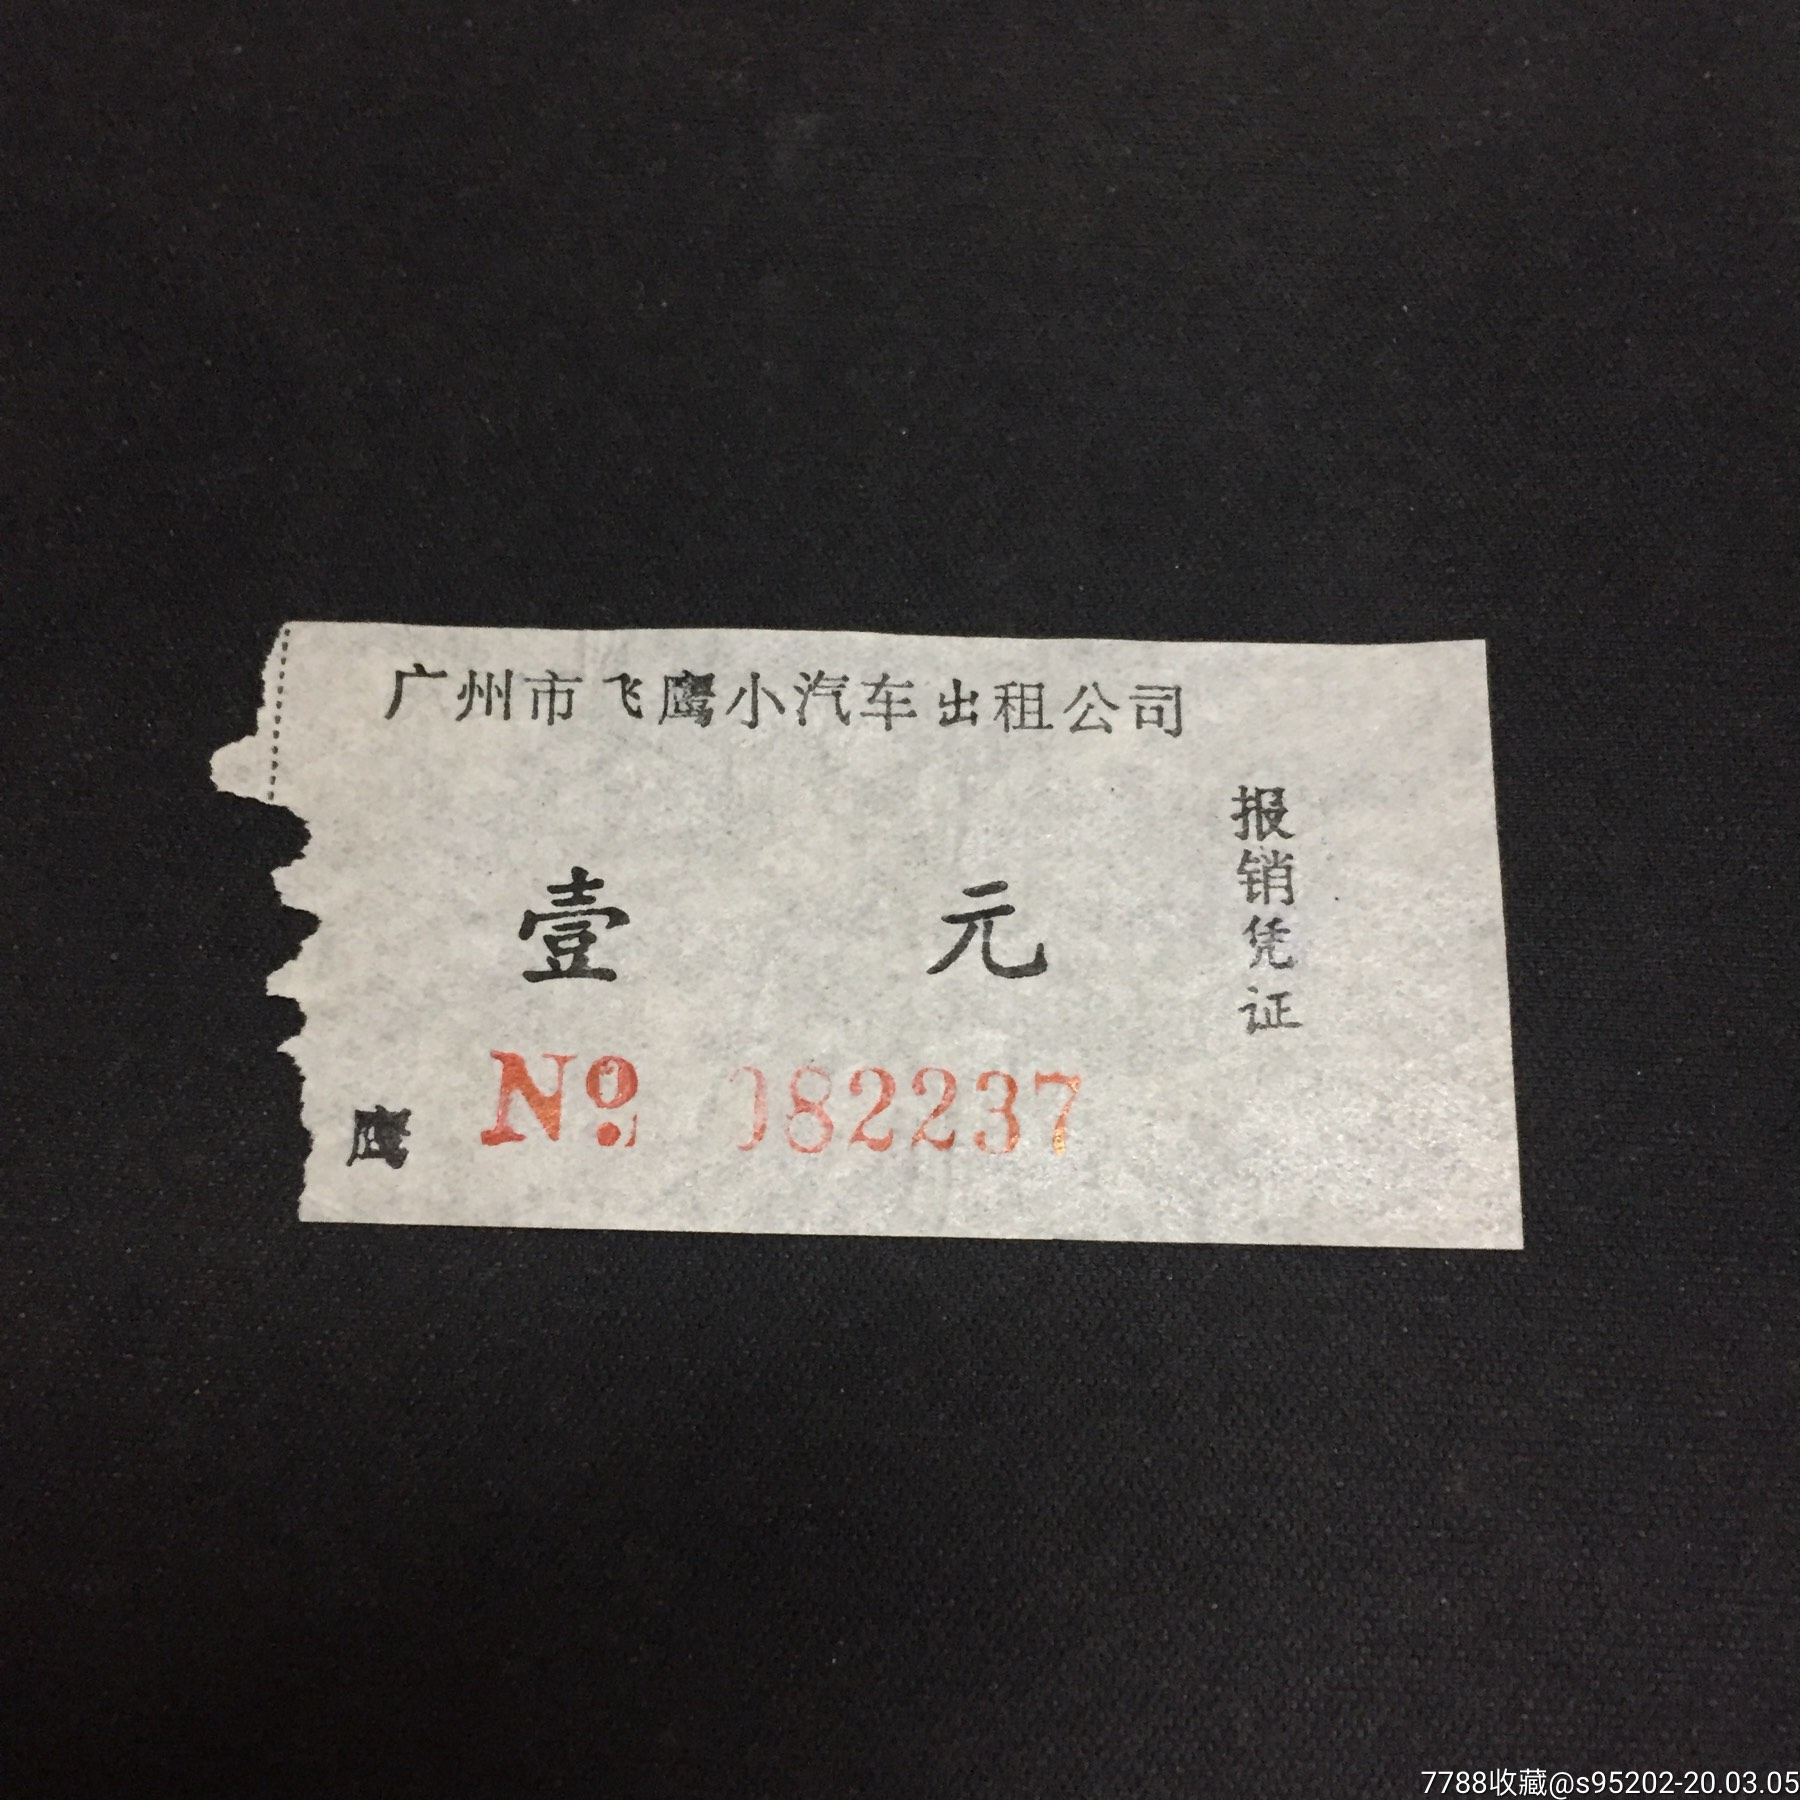 广州市飞鹰小汽车出租公司
报销凭证
壹 元
鹰 No 082237
7788收藏@s95202-20.03.05